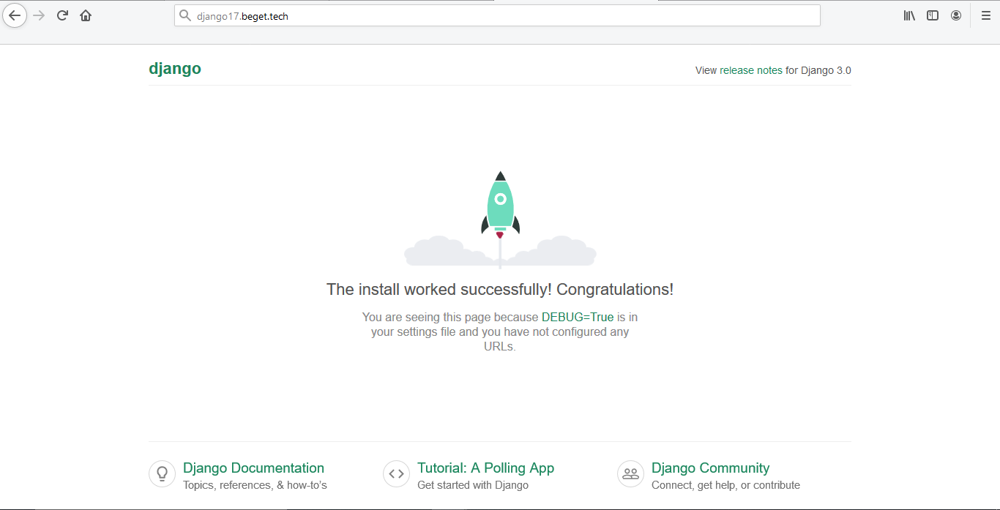 django17.beget.tech
django
View release notes for Django 3.0
The install worked successfully! Congratulations!
You are seeing this page because DEBUG=True is in
your settings file and you have not configured any
URLs.
Django Documentation
Topics, references, & how-to's
Tutorial: A Polling App
Get started with Django
Django Community
Connect, get help, or contribute